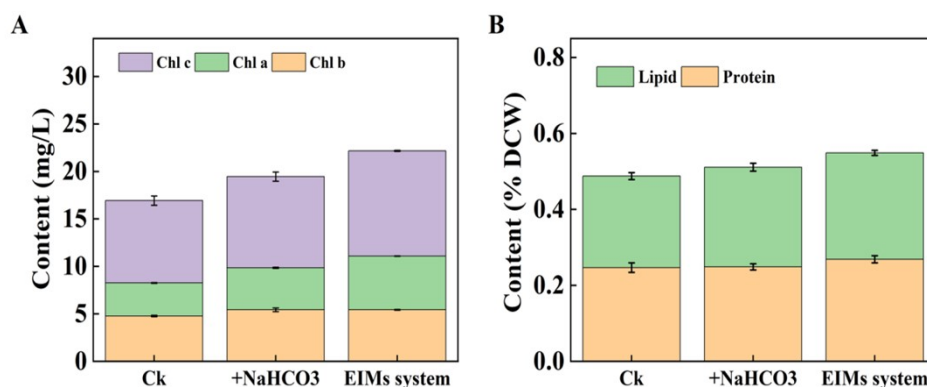 A
Content (mg/L)
30
25
20
15
10
5
0
Chl c Chl a Chl b
Ck +NaHCO3 EIMs system
B
Content (% DCW)
0.8
0.6
0.4
0.2
0.0
Lipid Protein
Ck +NaHCO3 EIMs system